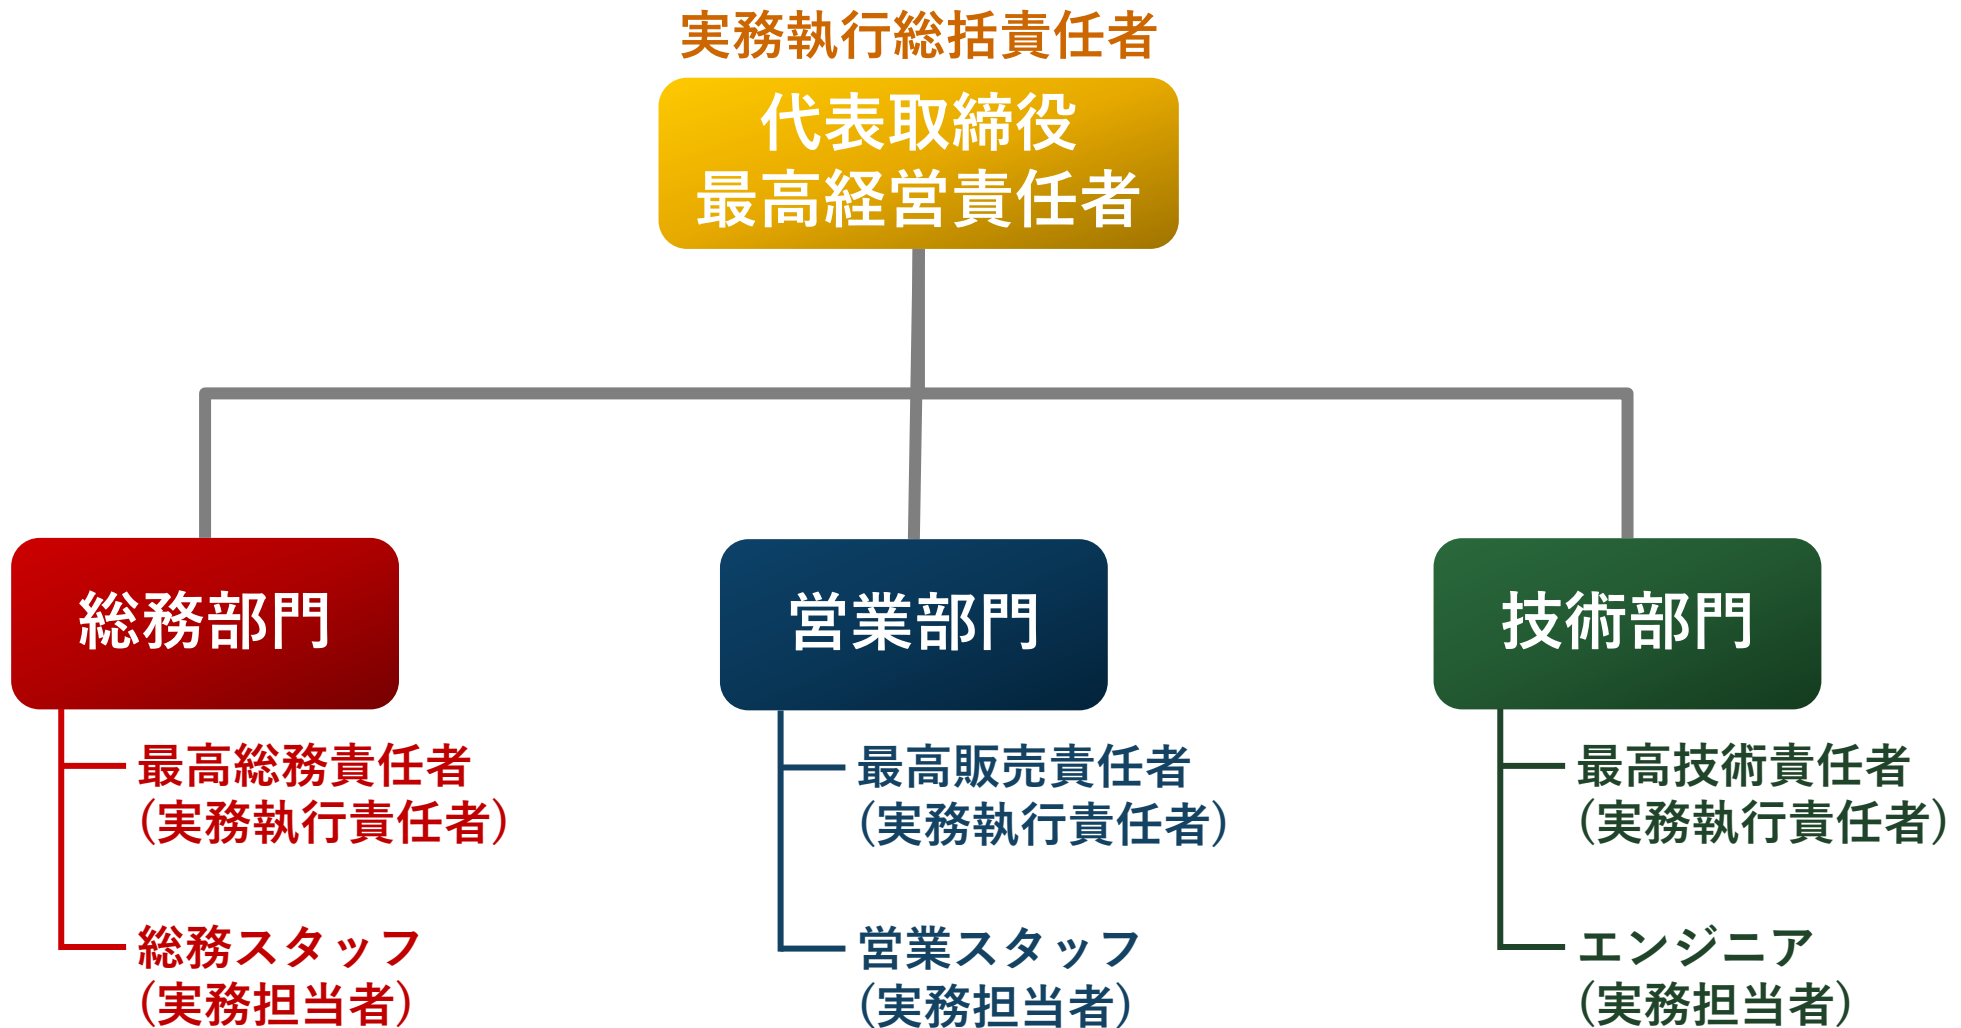 実務執行総括責任者
代表取締役
最高経営責任者
総務部門
最高総務責任者
(実務執行責任者)
総務スタッフ
(実務担当者)
営業部門
最高販売責任者
(実務執行責任者)
営業スタッフ
(実務担当者)
技術部門
最高技術責任者
(実務執行責任者)
エンジニア
(実務担当者)